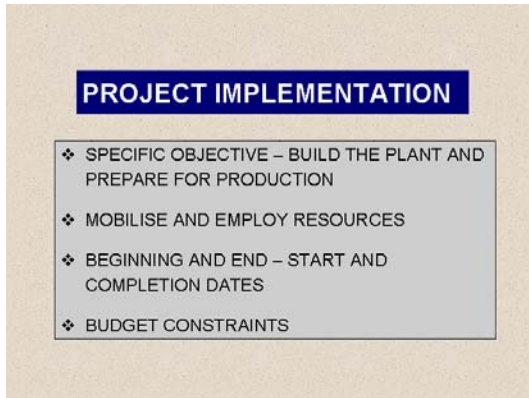 PROJECT IMPLEMENTATION
❖ SPECIFIC OBJECTIVE – BUILD THE PLANT AND
PREPARE FOR PRODUCTION
❖ MOBILISE AND EMPLOY RESOURCES
❖ BEGINNING AND END – START AND
COMPLETION DATES
❖ BUDGET CONSTRAINTS